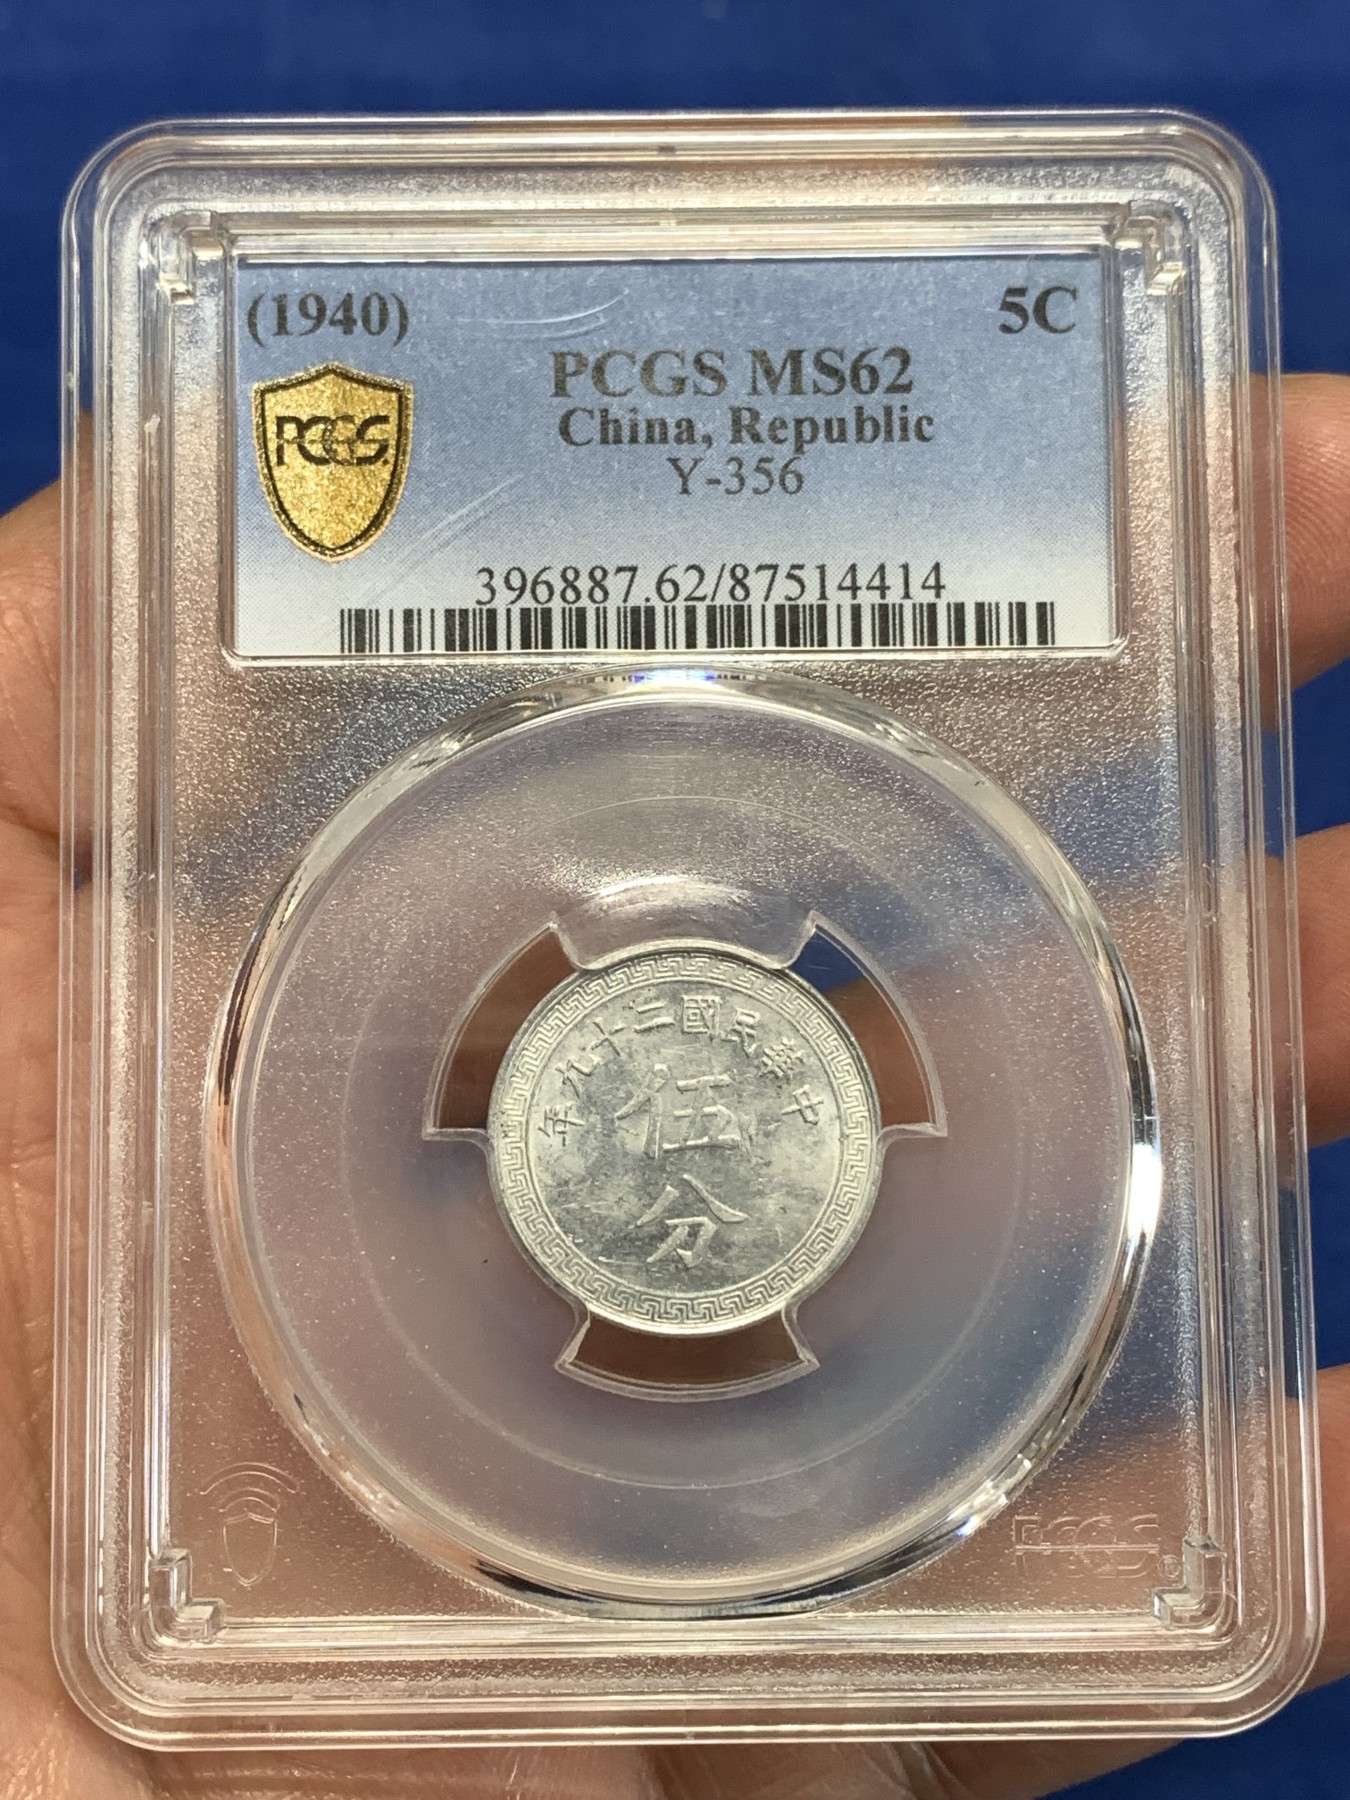 (1940) 5C
PCGS MS62
China, Republic
Y-356
PCGS
396887.62/87514414
中華民國二十九年
伍
分
PCGS